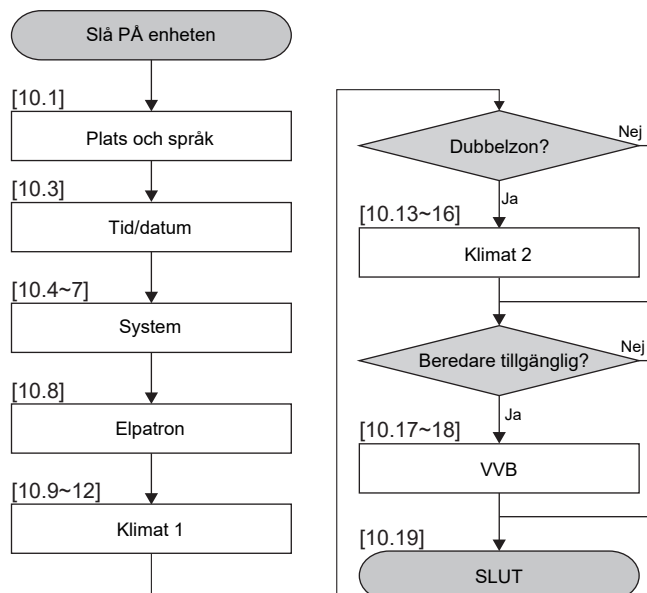 Slå PÅ enheten
[10.1]
Plats och språk
[10.3]
Tid/datum
[10.4~7]
System
[10.8]
Elpatron
[10.9~12]
Klimat 1
Dubbelzon?
Nej
Ja
[10.13~16]
Klimat 2
Beredare tillgänglig?
Nej
Ja
[10.17~18]
VVB
[10.19]
SLUT